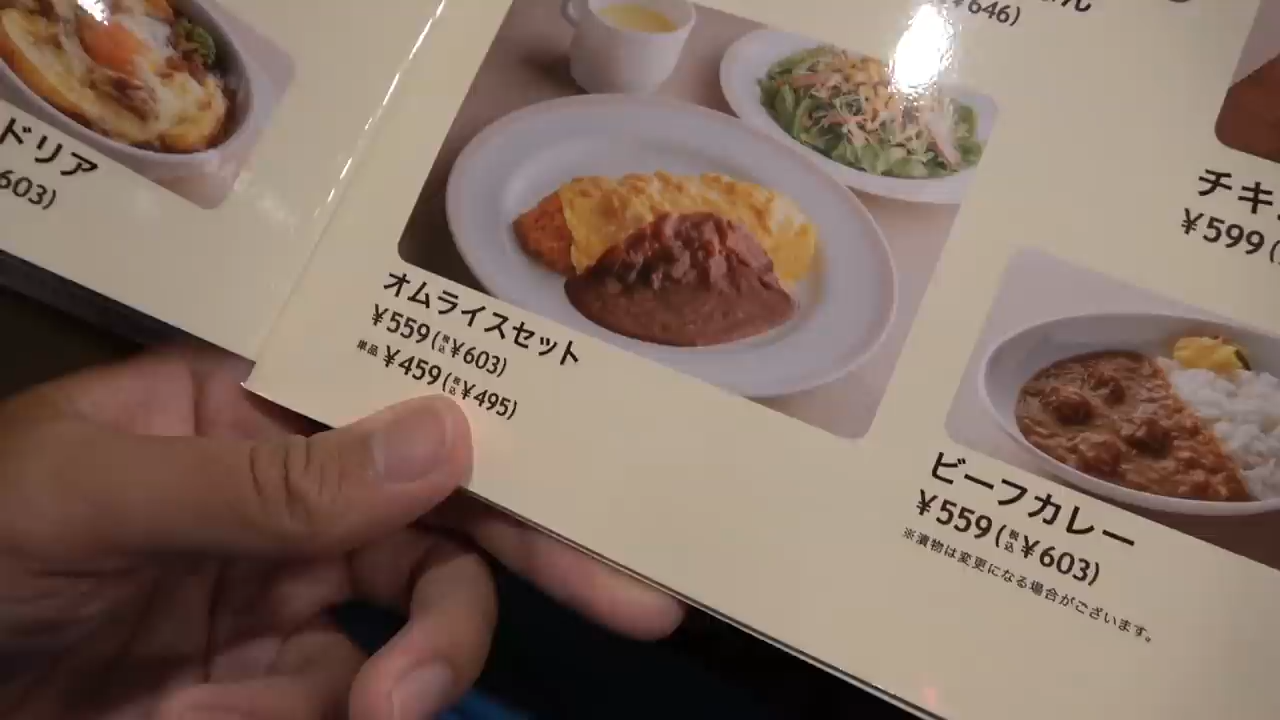 ドリア
603)
¥646)
オムライスセット
¥559(税込¥603)
単品 ¥459(税込¥495)
チキ
¥599(
ビーフカレー
¥559(税込¥603)
※漬物は変更になる場合がございます。